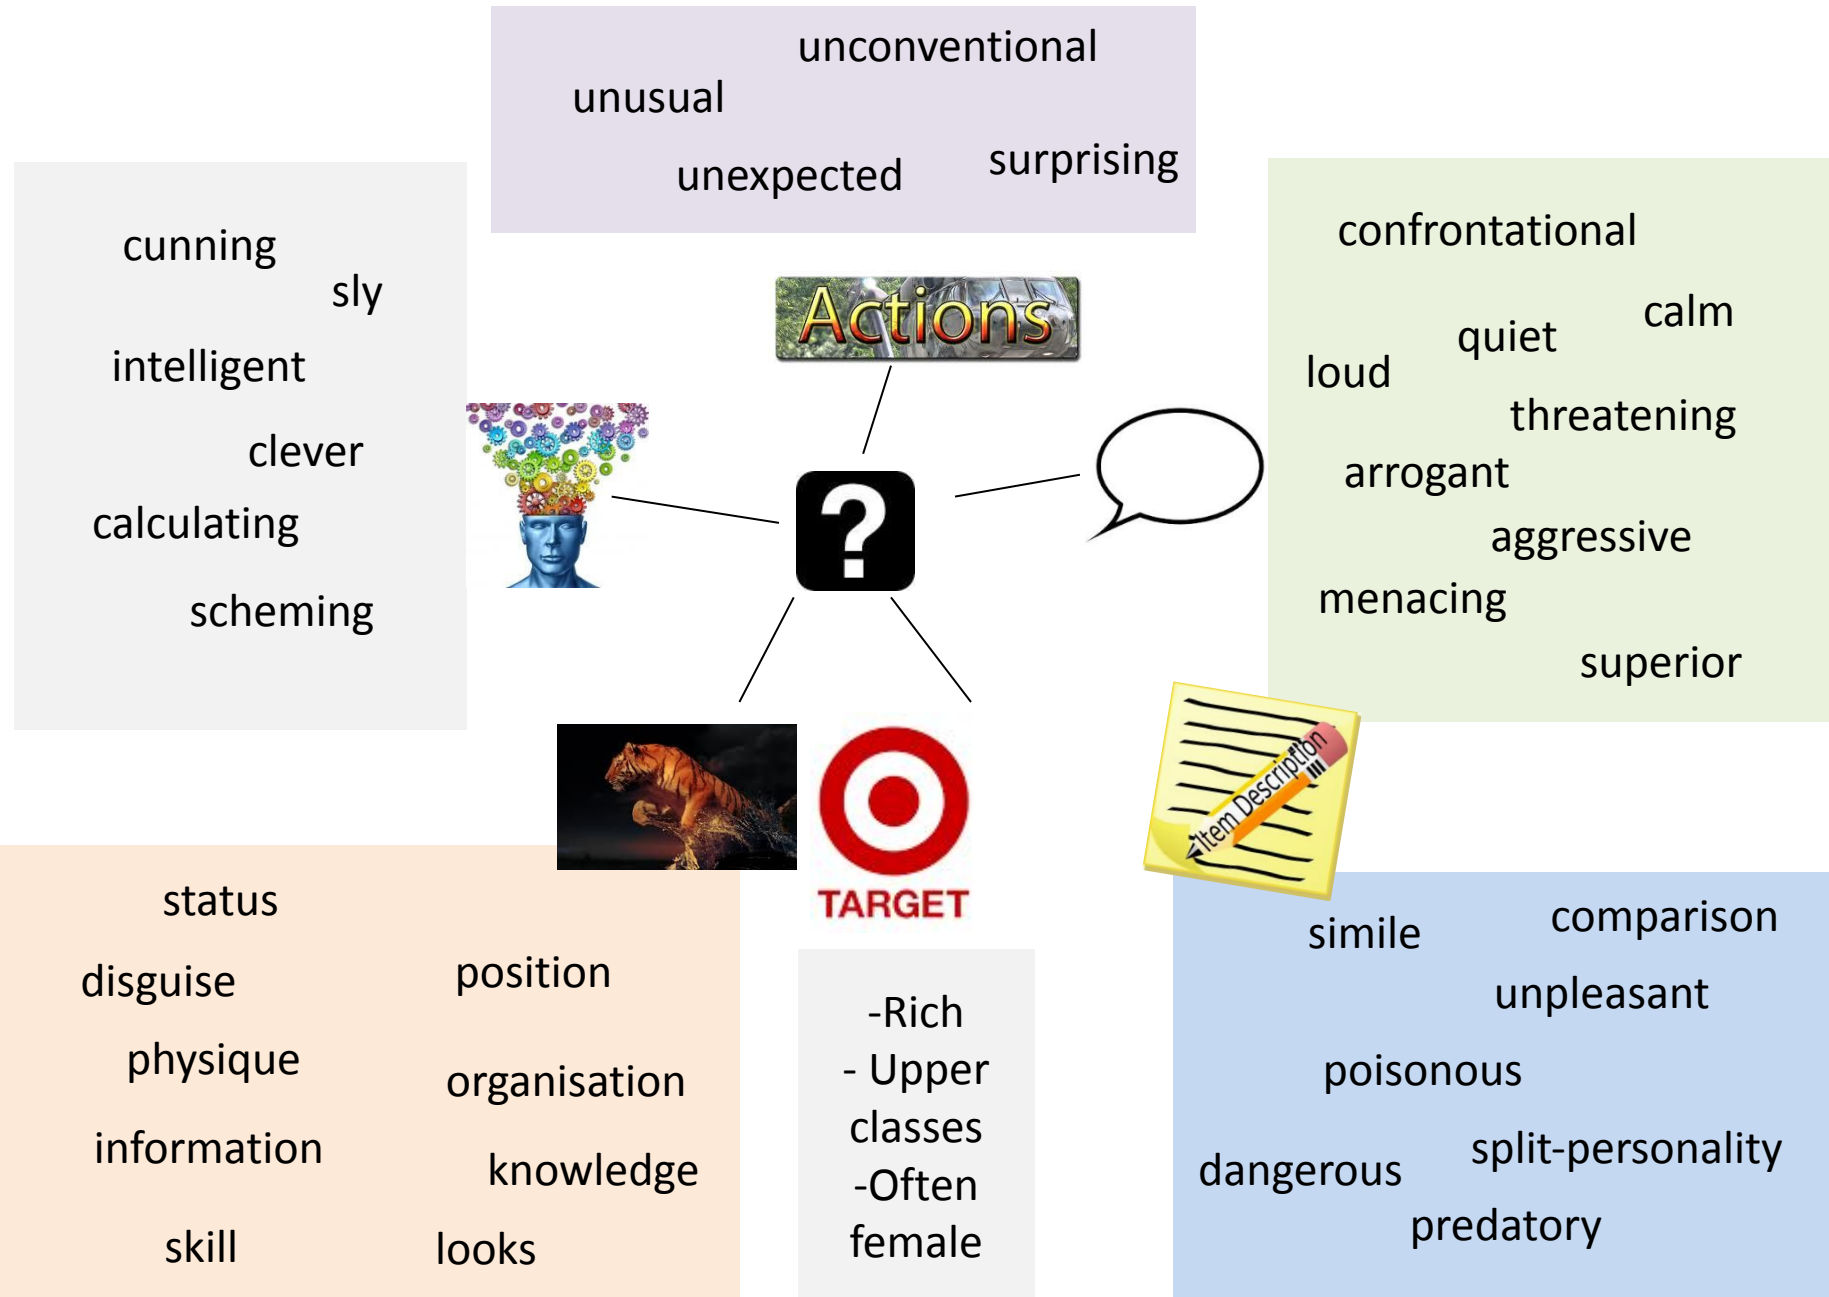 unconventional
unusual
unexpected
surprising
cunning
sly
intelligent
clever
calculating
scheming
Actions
?
confrontational
calm
quiet
loud
threatening
arrogant
aggressive
menacing
superior
status
disguise
position
physique
organisation
information
knowledge
skill
looks
TARGET
-Rich
- Upper
classes
-Often
female
Item Description
simile
comparison
unpleasant
poisonous
split-personality
dangerous
predatory